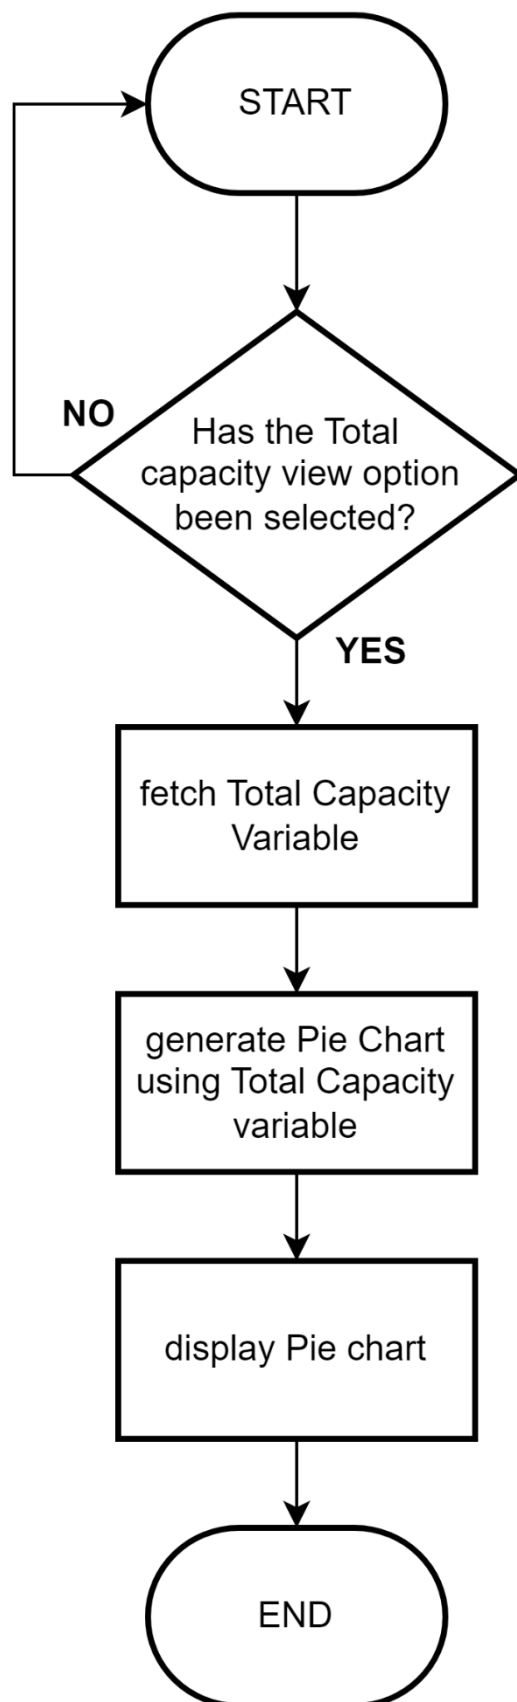 START
NO
Has the Total
capacity view option
been selected?
YES
fetch Total Capacity
Variable
generate Pie Chart
using Total Capacity
variable
display Pie chart
END